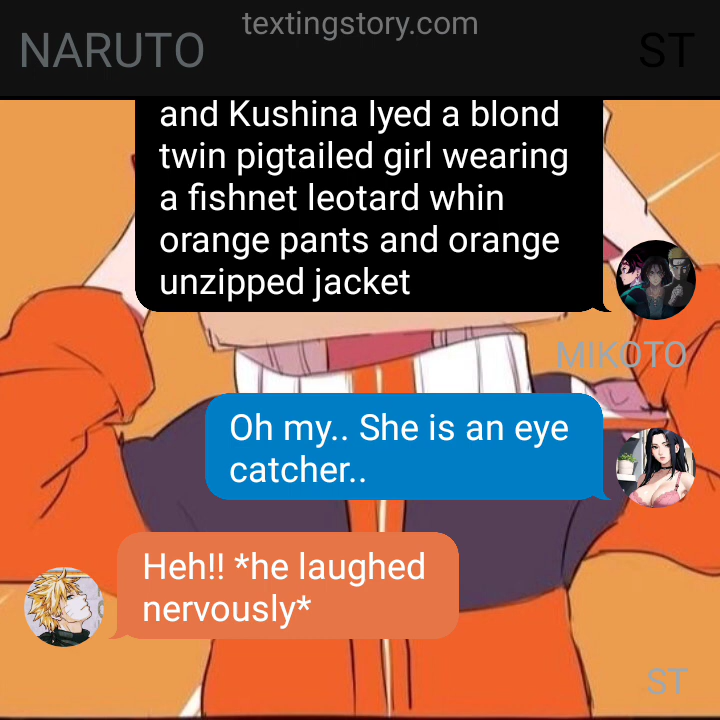 textingstory.com
NARUTO
ST
and Kushina lyed a blond
twin pigtailed girl wearing
a fishnet leotard whin
orange pants and orange
unzipped jacket
MIKOTO
Oh my.. She is an eye
catcher..
Heh!! *he laughed
nervously*
ST